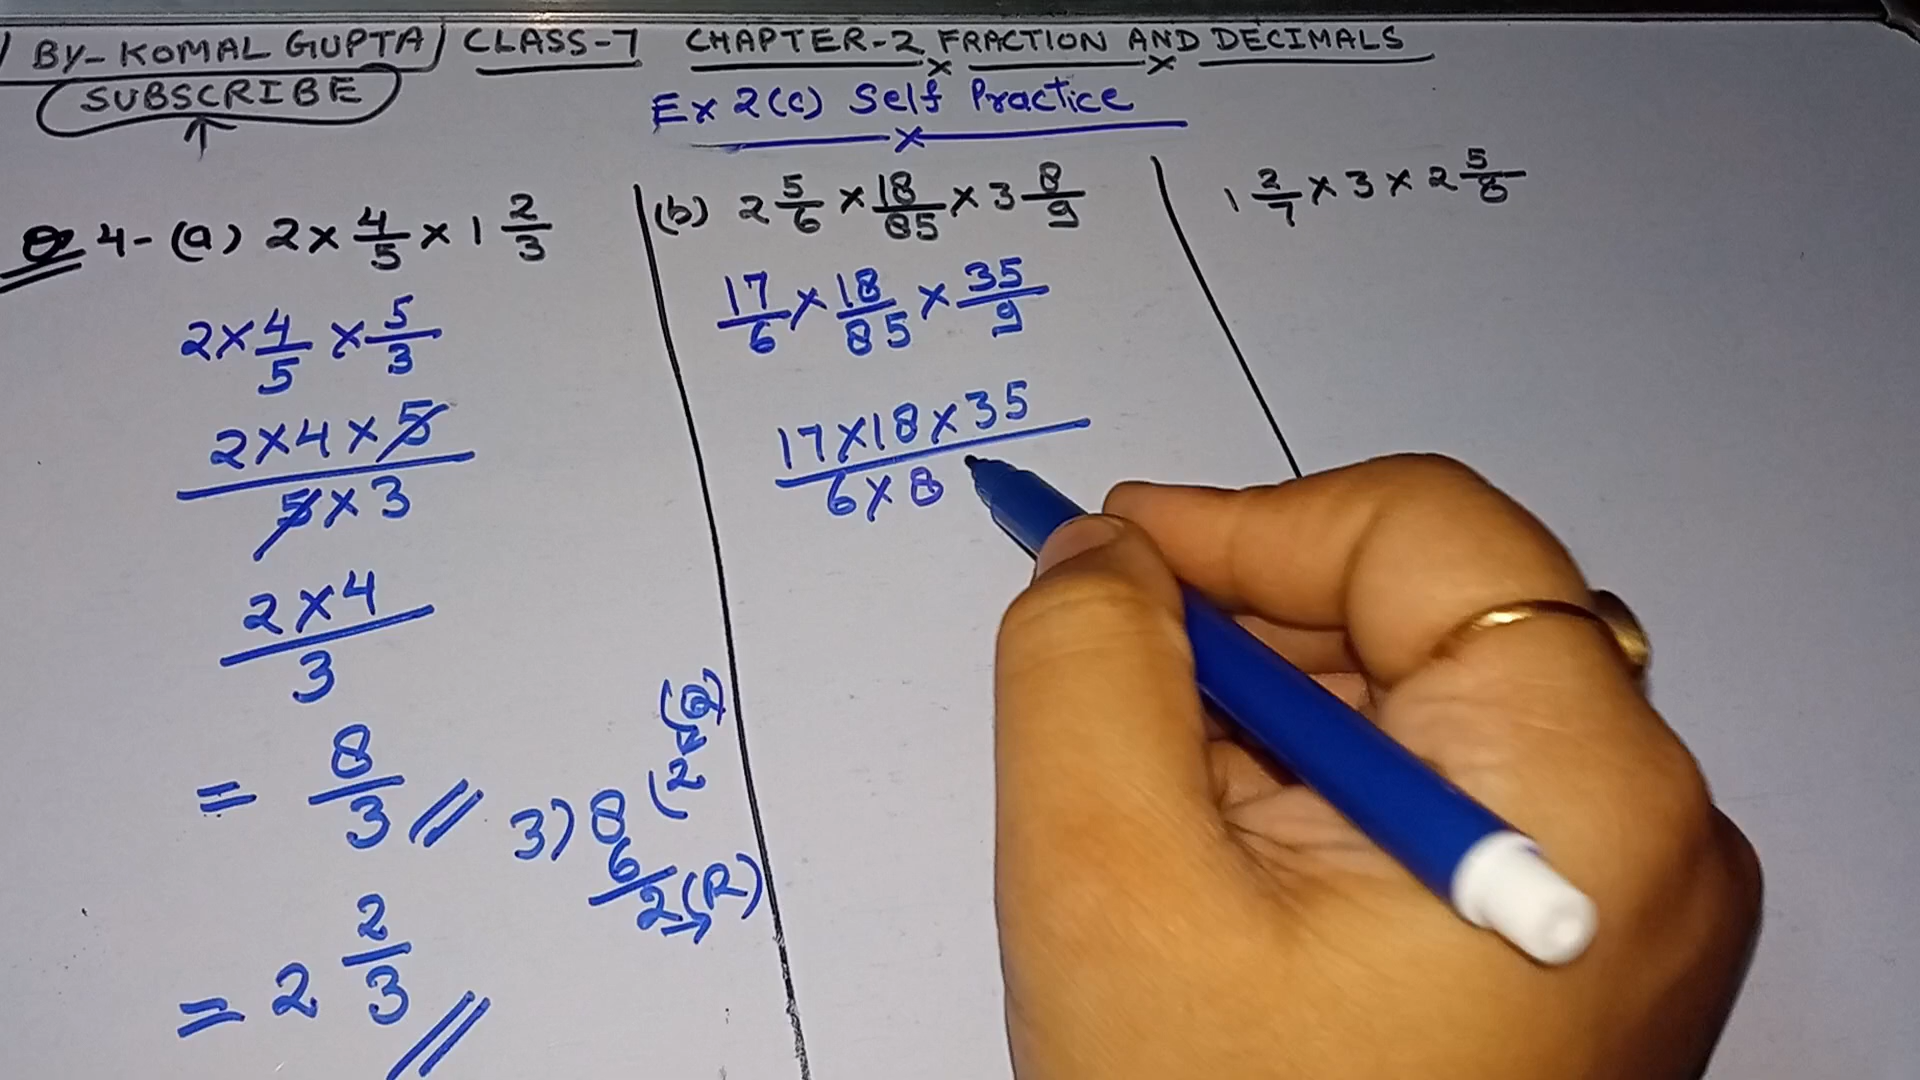 BY-KOMAL GUPTA CLASS-7 CHAPTER-2 FRACTION AND DECIMALS
SUBSCRIBE
Ex 2(c) Self Practice
Q 4- (a) 2 × 4/5 × 1 2/3
2 × 4/5 × 5/3
2×4×5 / 5×3
2×4 / 3
= 8/3 //
3) 8 (2 (Q)
6
2 (R)
= 2 2/3 //
(b) 2 5/6 × 18/85 × 3 8/9
17/6 × 18/85 × 35/9
17×18×35 / 6×8
1 2/7 × 3 × 2 5/8